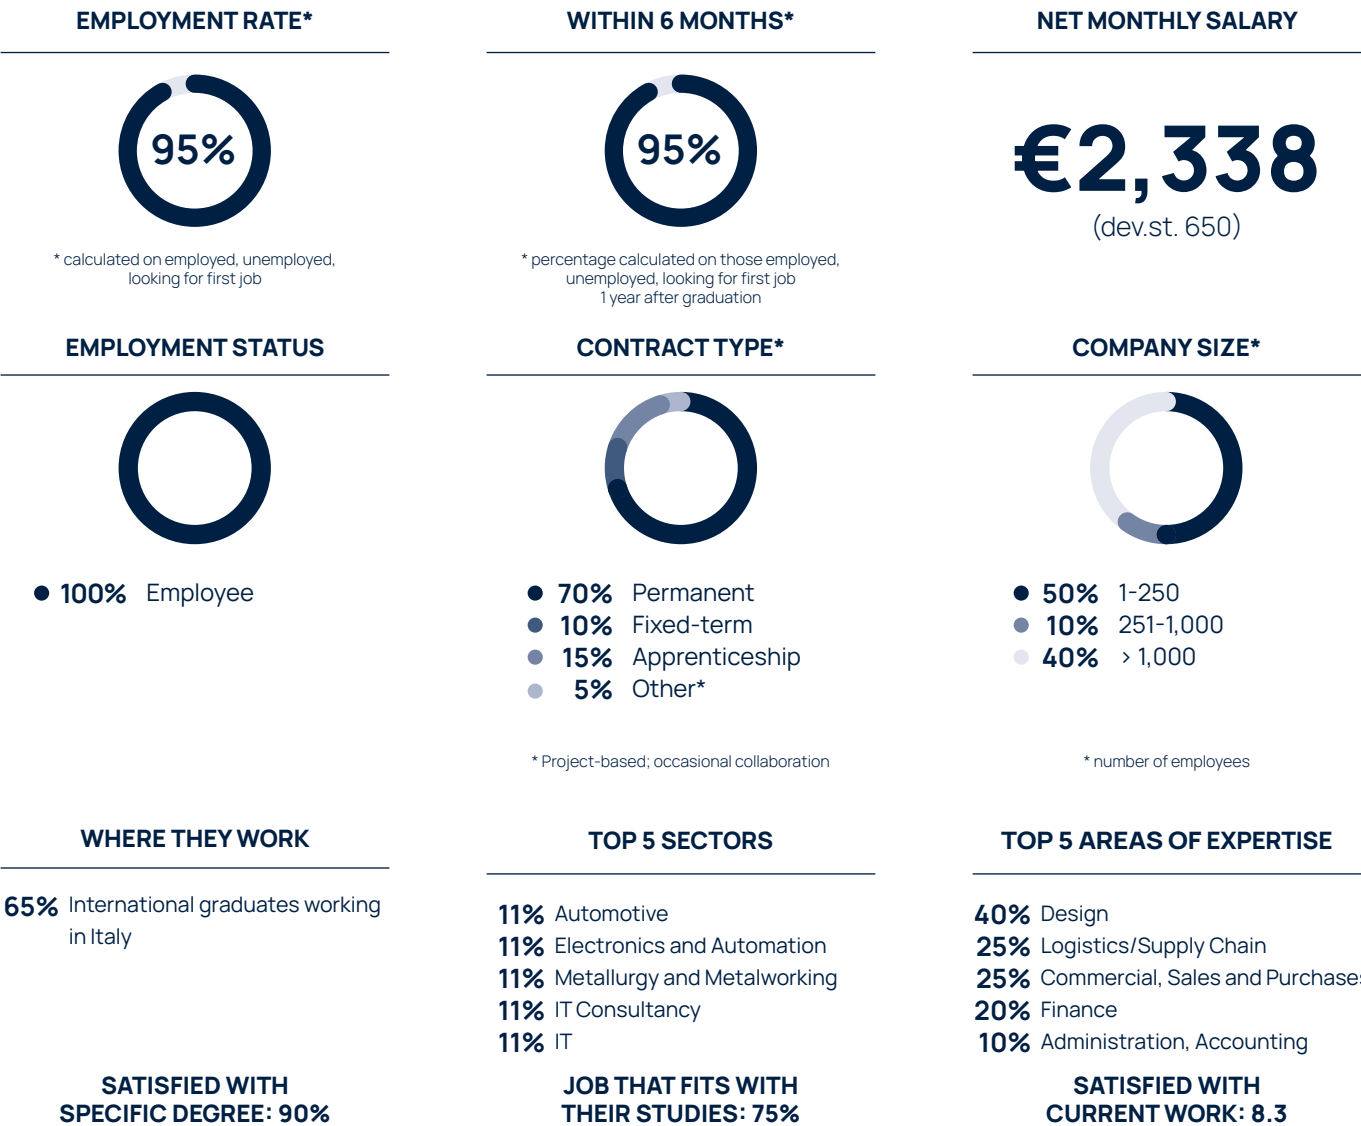 EMPLOYMENT RATE*
95%
* calculated on employed, unemployed,
looking for first job
WITHIN 6 MONTHS*
95%
* percentage calculated on those employed,
unemployed, looking for first job
1 year after graduation
NET MONTHLY SALARY
€2,338
(dev.st. 650)
EMPLOYMENT STATUS
100% Employee
CONTRACT TYPE*
70% Permanent
10% Fixed-term
15% Apprenticeship
5% Other*
* Project-based; occasional collaboration
COMPANY SIZE*
50% 1-250
10% 251-1,000
40% > 1,000
* number of employees
WHERE THEY WORK
65% International graduates working
in Italy
TOP 5 SECTORS
11% Automotive
11% Electronics and Automation
11% Metallurgy and Metalworking
11% IT Consultancy
11% IT
TOP 5 AREAS OF EXPERTISE
40% Design
25% Logistics/Supply Chain
25% Commercial, Sales and Purchases
20% Finance
10% Administration, Accounting
SATISFIED WITH
SPECIFIC DEGREE: 90%
JOB THAT FITS WITH
THEIR STUDIES: 75%
SATISFIED WITH
CURRENT WORK: 8.3